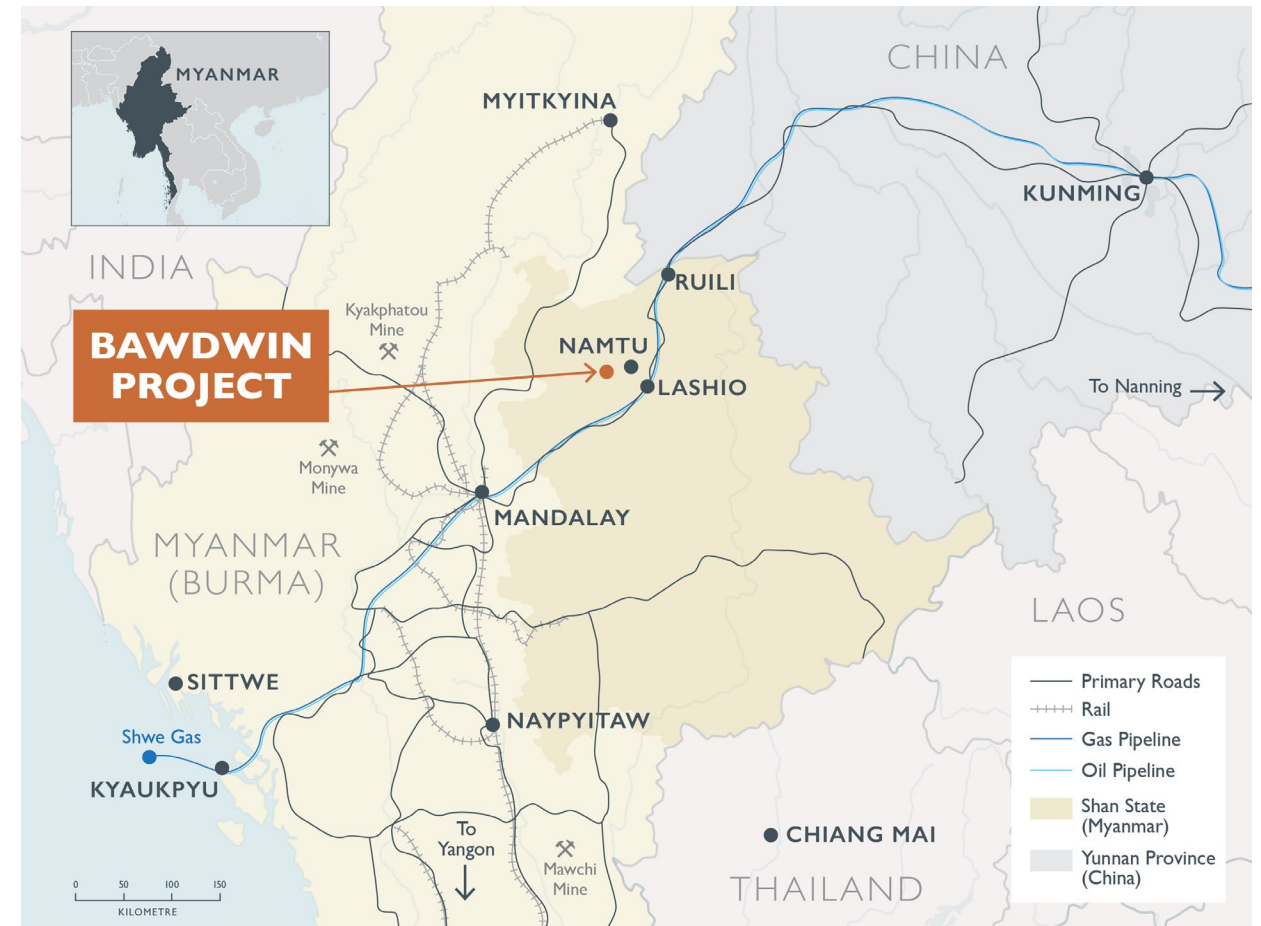 MYANMAR
CHINA
MYITKYINA
KUNMING
INDIA
RUILI
Kyakphatou
Mine
BAWDWIN
PROJECT
NAMTU
LASHIO
To Nanning
Monywa
Mine
MANDALAY
MYANMAR
(BURMA)
LAOS
SITTWE
NAYPYITAW
Shwe Gas
KYAUKPYU
To
Yangon
Mawchi
Mine
CHIANG MAI
THAILAND
Primary Roads
Rail
Gas Pipeline
Oil Pipeline
Shan State
(Myanmar)
Yunnan Province
(China)
0 50 100 150
KILOMETRE